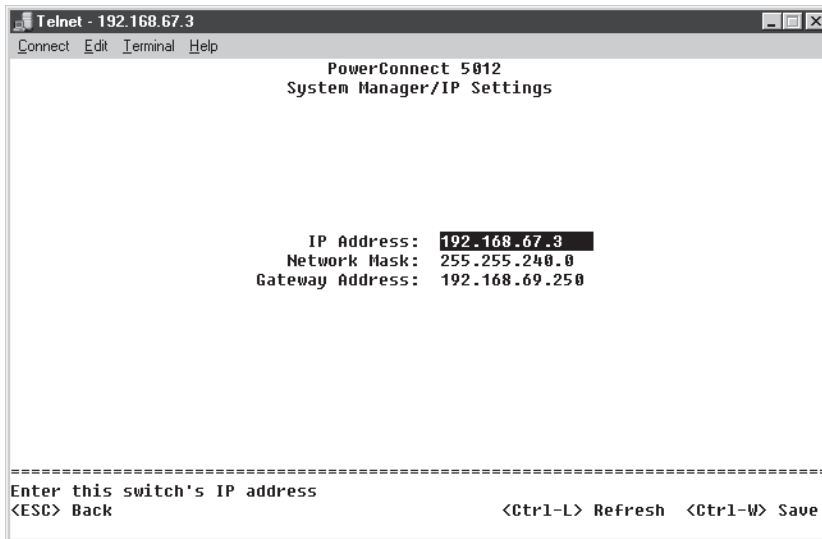 Telnet - 192.168.67.3
Connect Edit Terminal Help
PowerConnect 5012
System Manager/IP Settings
IP Address: 192.168.67.3
Network Mask: 255.255.240.0
Gateway Address: 192.168.69.250
================================================================================
Enter this switch's IP address
<ESC> Back <Ctrl-L> Refresh <Ctrl-W> Save